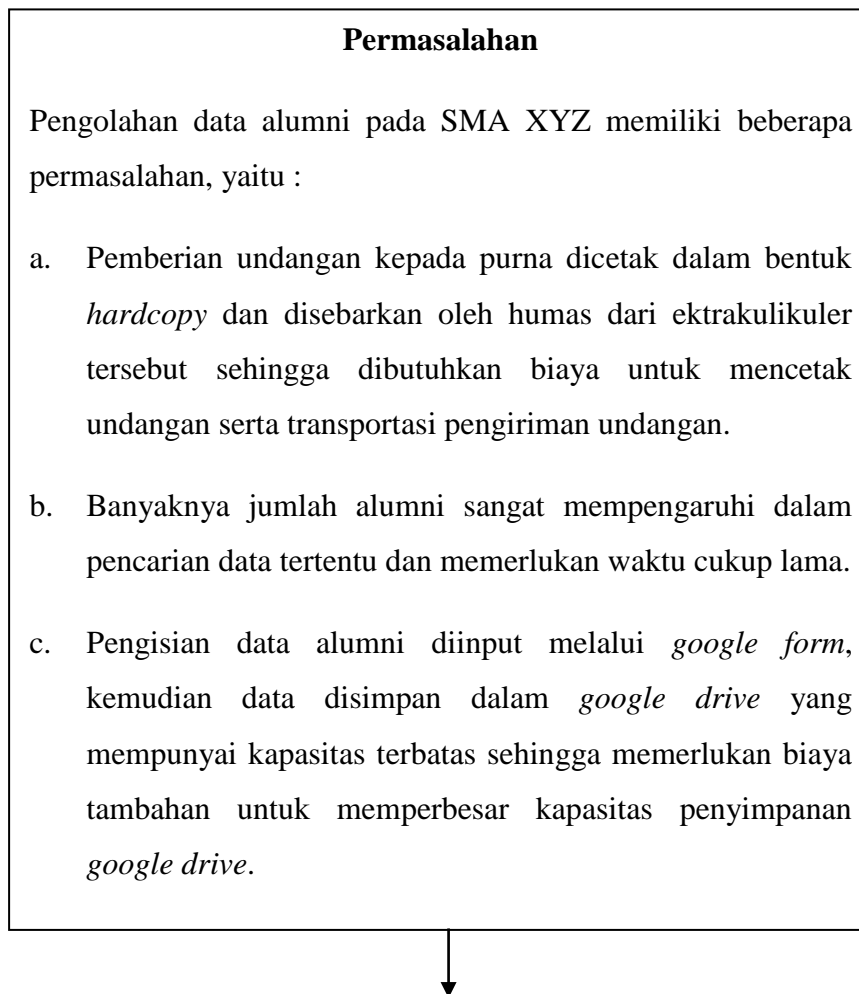 Permasalahan
Pengolahan data alumni pada SMA XYZ memiliki beberapa
permasalahan, yaitu :
a. Pemberian undangan kepada purna dicetak dalam bentuk
hardcopy dan disebarkan oleh humas dari ektrakulikuler
tersebut sehingga dibutuhkan biaya untuk mencetak
undangan serta transportasi pengiriman undangan.
b. Banyaknya jumlah alumni sangat mempengaruhi dalam
pencarian data tertentu dan memerlukan waktu cukup lama.
c. Pengisian data alumni diinput melalui google form,
kemudian data disimpan dalam google drive yang
mempunyai kapasitas terbatas sehingga memerlukan biaya
tambahan untuk memperbesar kapasitas penyimpanan
google drive.